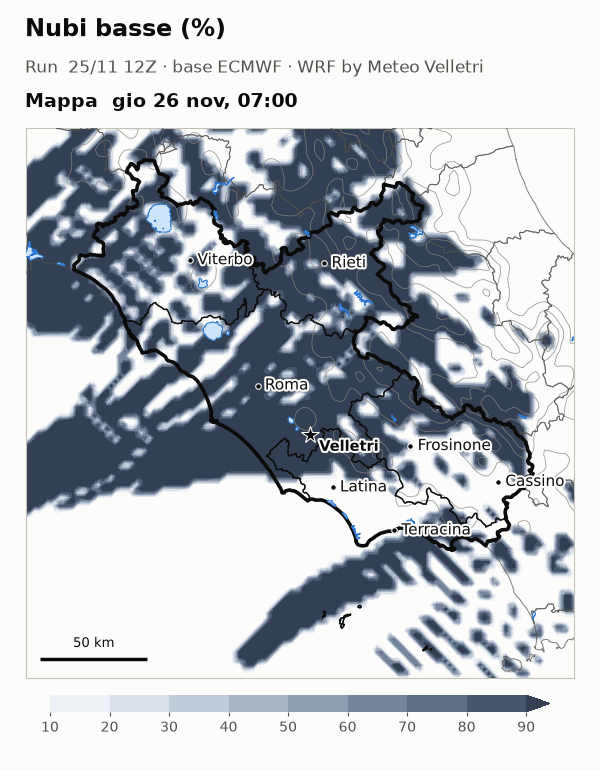 Nubi basse (%)
Run 25/11 12Z · base ECMWF · WRF by Meteo Velletri
Mappa gio 26 nov, 07:00
Viterbo
Rieti
Roma
Velletri
Frosinone
Latina
Cassino
Terracina
50 km
10 20 30 40 50 60 70 80 90